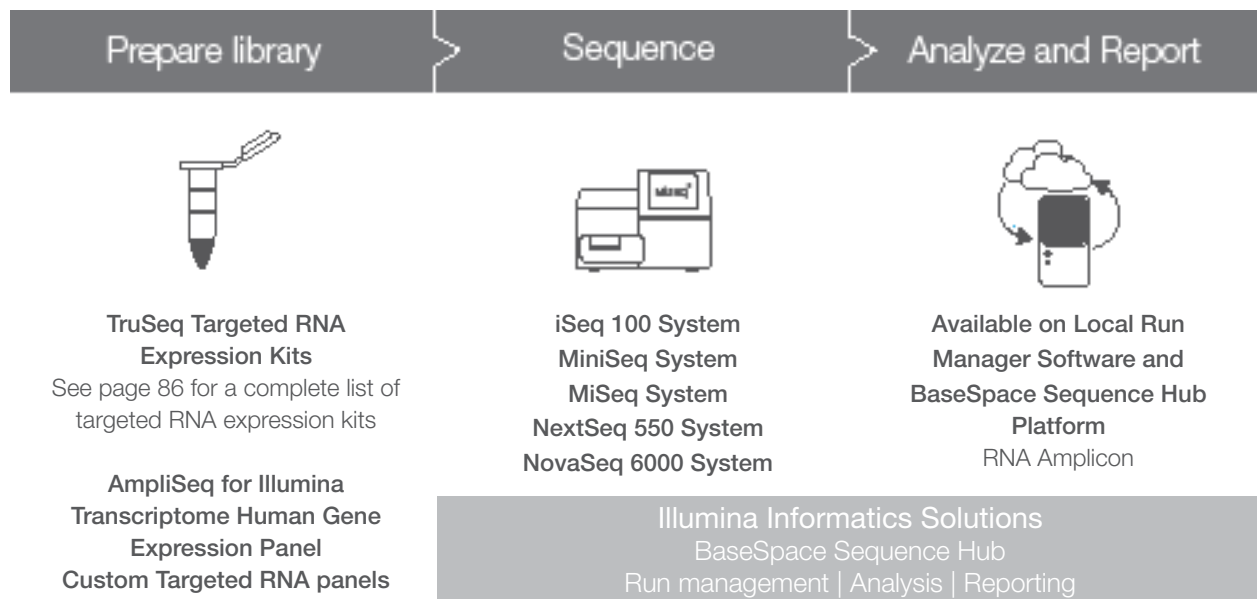 Prepare library
Sequence
Analyze and Report
MiSeq
TruSeq Targeted RNA
Expression Kits
See page 86 for a complete list of
targeted RNA expression kits
AmpliSeq for Illumina
Transcriptome Human Gene
Expression Panel
Custom Targeted RNA panels
iSeq 100 System
MiniSeq System
MiSeq System
NextSeq 550 System
NovaSeq 6000 System
Available on Local Run
Manager Software and
BaseSpace Sequence Hub
Platform
RNA Amplicon
Illumina Informatics Solutions
BaseSpace Sequence Hub
Run management | Analysis | Reporting